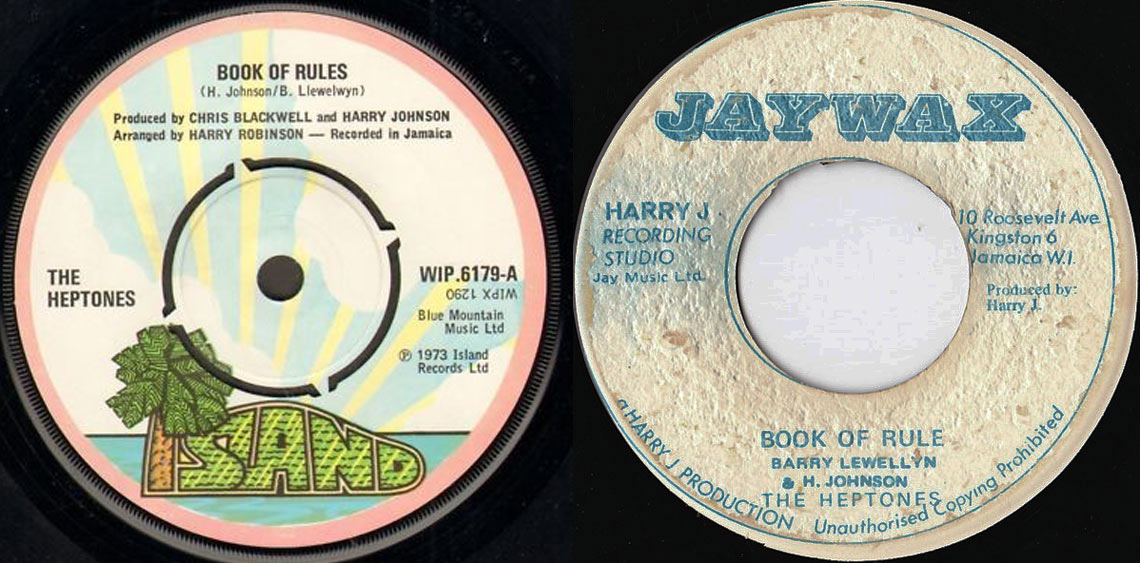 BOOK OF RULES
(H. Johnson/B. Llewelwyn)
Produced by CHRIS BLACKWELL and HARRY JOHNSON
Arranged by HARRY ROBINSON — Recorded in Jamaica
THE
HEPTONES
WIP.6179-A
WIPX 1290
Blue Mountain
Music Ltd
℗ 1973 Island
Records Ltd
ISLAND
JAYWAX
HARRY J.
RECORDING
STUDIO
Jay Music Ltd.
10 Roosevelt Ave.
Kingston 6
Jamaica W.I.
Produced by:
Harry J.
BOOK OF RULE
BARRY LEWELLYN
& H. JOHNSON
THE HEPTONES
a HARRY J PRODUCTION
Unauthorised Copying Prohibited